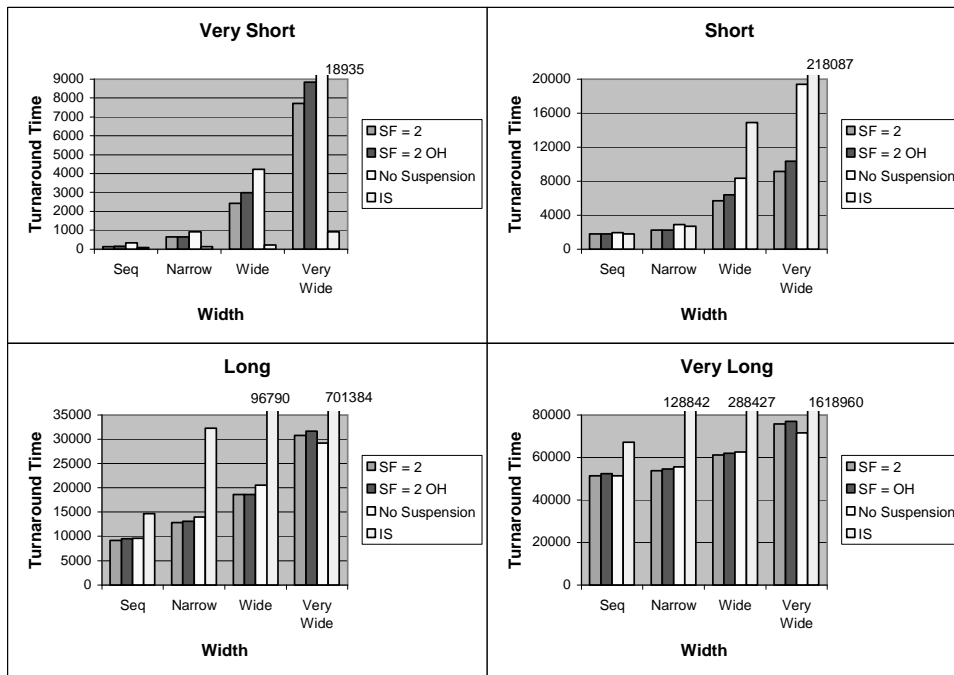 Very Short
18935
9000
8000
7000
6000
5000
4000
3000
2000
1000
0
Turnaround Time
Seq Narrow Wide Very Wide
Width
SF = 2
SF = 2 OH
No Suspension
IS
Short
218087
20000
16000
12000
8000
4000
0
Turnaround Time
Seq Narrow Wide Very Wide
Width
SF = 2
SF = 2 OH
No Suspension
IS
Long
96790 701384
35000
30000
25000
20000
15000
10000
5000
0
Turnaround Time
Seq Narrow Wide Very Wide
Width
SF = 2
SF = 2 OH
No Suspension
IS
Very Long
128842 288427 1618960
80000
60000
40000
20000
0
Turnaround Time
Seq Narrow Wide Very Wide
Width
SF = 2
SF = OH
No Suspension
IS